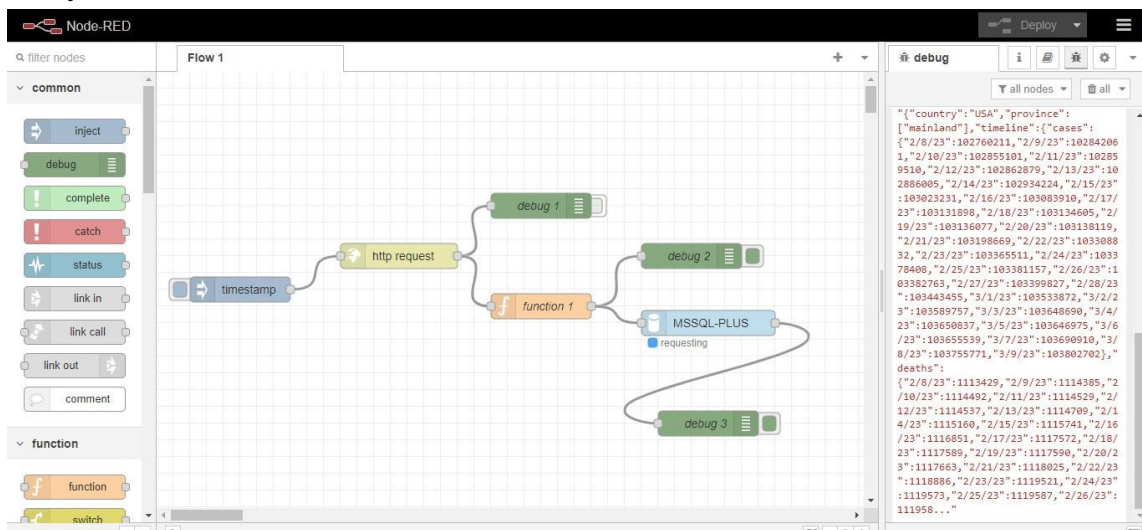 Node-RED
Deploy
filter nodes
Flow 1
debug
i
all nodes
all
common
inject
debug
complete
catch
status
link in
link call
link out
comment
function
function
switch
timestamp
http request
debug 1
function 1
debug 2
MSSQL-PLUS
requesting
debug 3
"{"country":"USA","province":
["mainland"],"timeline":{"cases":
{"2/8/23":102760211,"2/9/23":10284206
1,"2/10/23":102855101,"2/11/23":10285
9510,"2/12/23":102862879,"2/13/23":10
2886005,"2/14/23":102934224,"2/15/23"
:103023231,"2/16/23":103083910,"2/17/
23":103131898,"2/18/23":103134605,"2/
19/23":103136077,"2/20/23":103138119,
"2/21/23":103198669,"2/22/23":1033088
32,"2/23/23":103365511,"2/24/23":1033
78408,"2/25/23":103381157,"2/26/23":1
03382763,"2/27/23":103399827,"2/28/23
":103443455,"3/1/23":103533872,"3/2/2
3":103589757,"3/3/23":103648690,"3/4/
23":103650837,"3/5/23":103646975,"3/6
/23":103655539,"3/7/23":103690910,"3/
8/23":103755771,"3/9/23":103802702},"
deaths":
{"2/8/23":1113429,"2/9/23":1114385,"2
/10/23":1114492,"2/11/23":1114529,"2/
12/23":1114537,"2/13/23":1114709,"2/1
4/23":1115160,"2/15/23":1115741,"2/16
/23":1116851,"2/17/23":1117572,"2/18/
23":1117589,"2/19/23":1117590,"2/20/2
3":1117663,"2/21/23":1118025,"2/22/23
":1118886,"2/23/23":1119521,"2/24/23"
:1119573,"2/25/23":1119587,"2/26/23":
111958..."